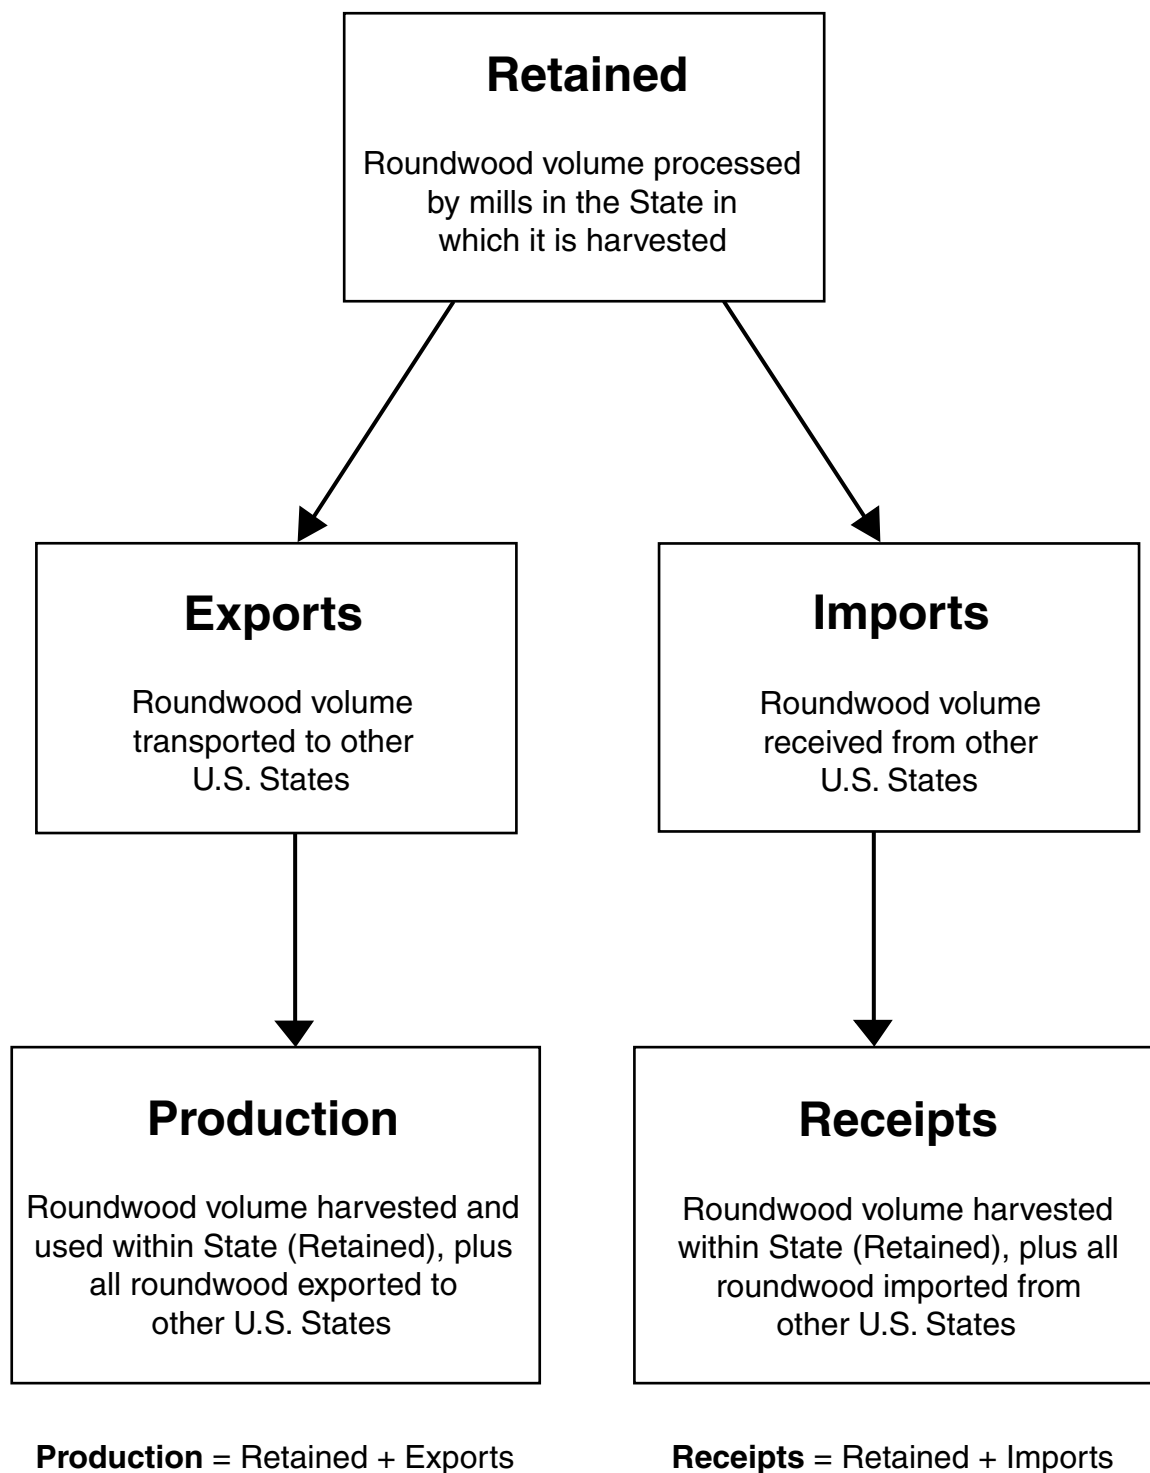 Retained
Roundwood volume processed
by mills in the State in
which it is harvested
Exports
Roundwood volume
transported to other
U.S. States
Imports
Roundwood volume
received from other
U.S. States
Production
Roundwood volume harvested and
used within State (Retained), plus
all roundwood exported to
other U.S. States
Receipts
Roundwood volume harvested
within State (Retained), plus all
roundwood imported from
other U.S. States
Production = Retained + Exports
Receipts = Retained + Imports